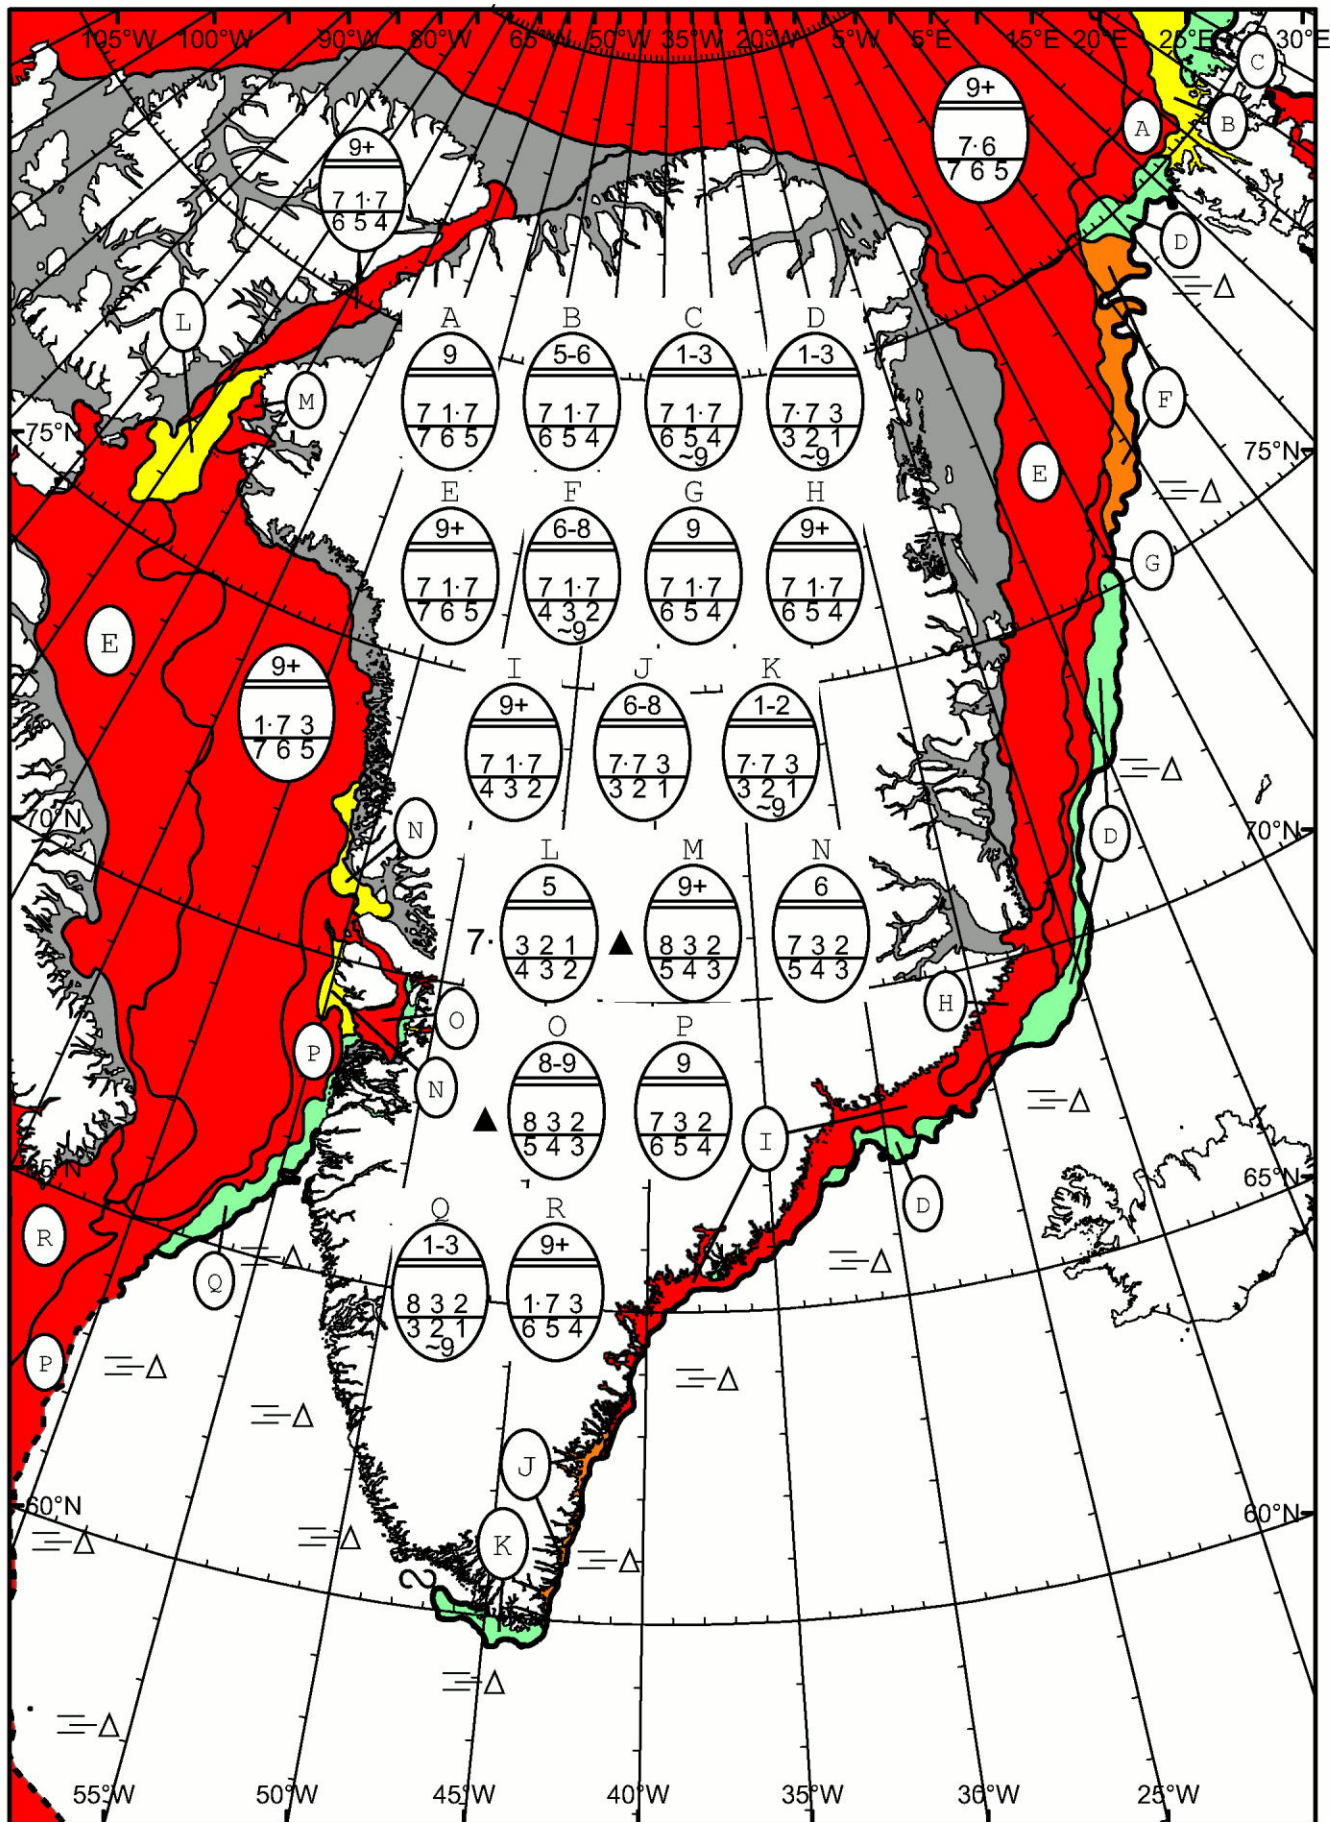 105°W 100°W 90°W 80°W 65°W 50°W 35°W 20°W 5°W 5°E 15°E 20°E 25°E 30°E
C
9+
7·6
7 6 5
A
B
9+
7 1·7
6 5 4
D
L
M
F
A B C D
9 5-6 1-3 1-3
7 1·7 7 1·7 7 1·7 7·7 3
7 6 5 6 5 4 6 5 4 3 2 1
~9 ~9
75°N
75°N
E
G
E F G H
9+ 6-8 9 9+
7 1·7 7 1·7 7 1·7 7 1·7
7 6 5 4 3 2 6 5 4 6 5 4
~9
E
9+
1·7 3
7 6 5
I J K
9+ 6-8 1-2
7 1·7 7·7 3 7·7 3
4 3 2 3 2 1 3 2 1
~9
70°N
N
D
70°N
L M N
5 9+ 6
7· 3 2 1 ▲ 8 3 2 7 3 2
4 3 2 5 4 3 5 4 3
H
O
P
N
O P
8-9 9
▲ 8 3 2 7 3 2
5 4 3 6 5 4
I
65°N
65°N
D
R
Q
Q R
1-3 9+
8 3 2 1·7 3
3 2 1 6 5 4
~9
P
J
60°N
60°N
K
55°W 50°W 45°W 40°W 35°W 30°W 25°W